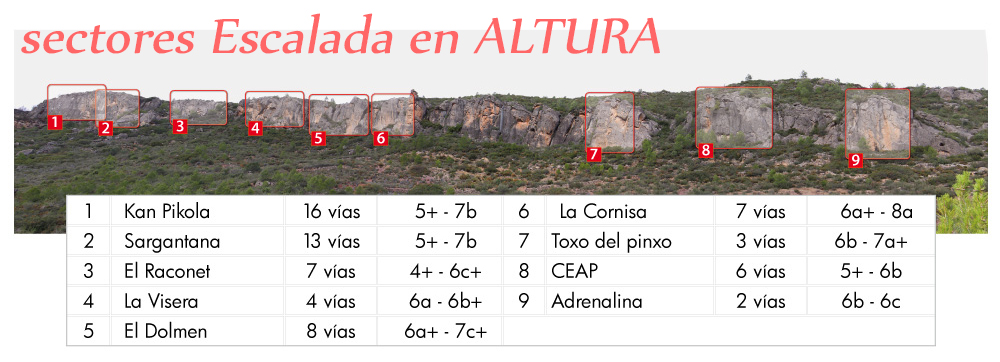 sectores Escalada en ALTURA
1
2
3
4
5
6
7
8
9
1 Kan Pikola 16 vías 5+ - 7b 6 La Cornisa 7 vías 6a+ - 8a
2 Sargantana 13 vías 5+ - 7b 7 Toxo del pinxo 3 vías 6b - 7a+
3 El Raconet 7 vías 4+ - 6c+ 8 CEAP 6 vías 5+ - 6b
4 La Visera 4 vías 6a - 6b+ 9 Adrenalina 2 vías 6b - 6c
5 El Dolmen 8 vías 6a+ - 7c+